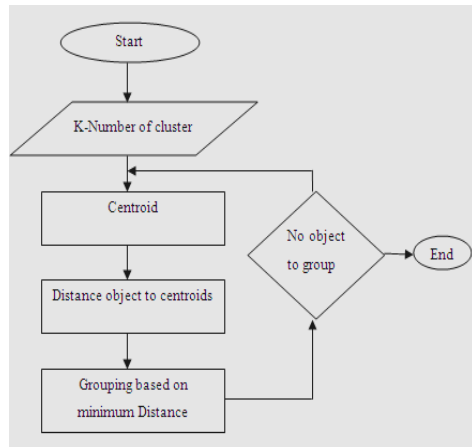 Start
K-Number of cluster
Centroid
Distance object to centroids
Grouping based on
minimum Distance
No object
to group
End